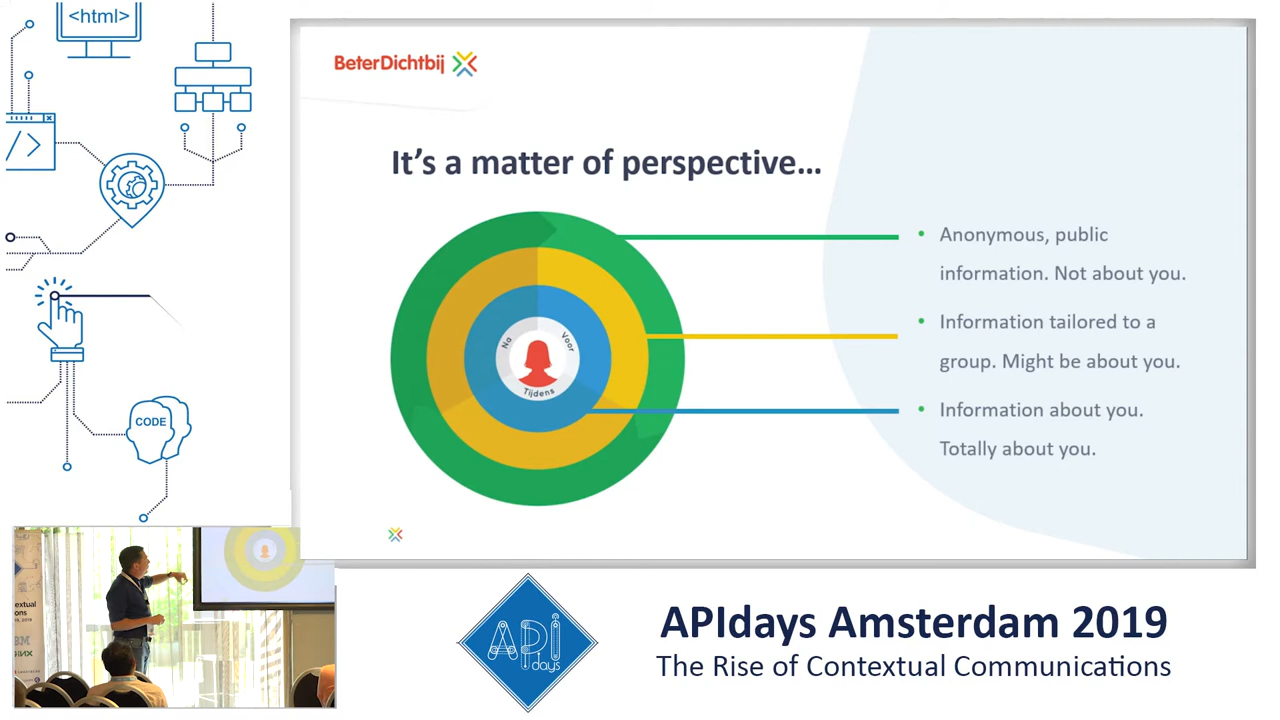 <html>
</>
CODE
BeterDichtbij
It's a matter of perspective...
Na
Voor
Tijdens
• Anonymous, public
information. Not about you.
• Information tailored to a
group. Might be about you.
• Information about you.
Totally about you.
API
days
APIdays Amsterdam 2019
The Rise of Contextual Communications